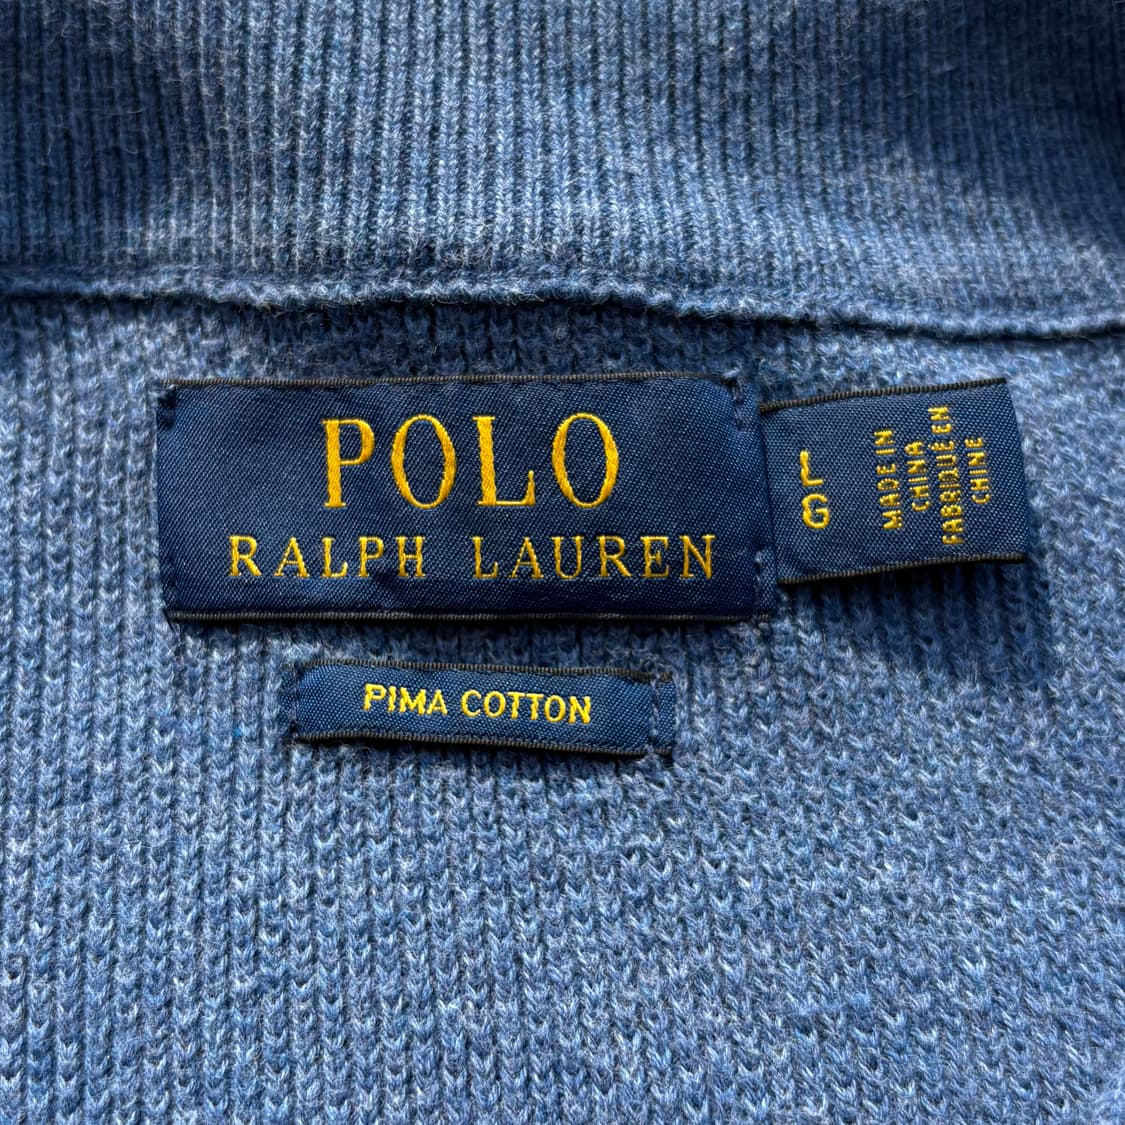 POLO
RALPH LAUREN
L
G
MADE IN
CHINA
FABRIQUÉ EN
CHINE
PIMA COTTON